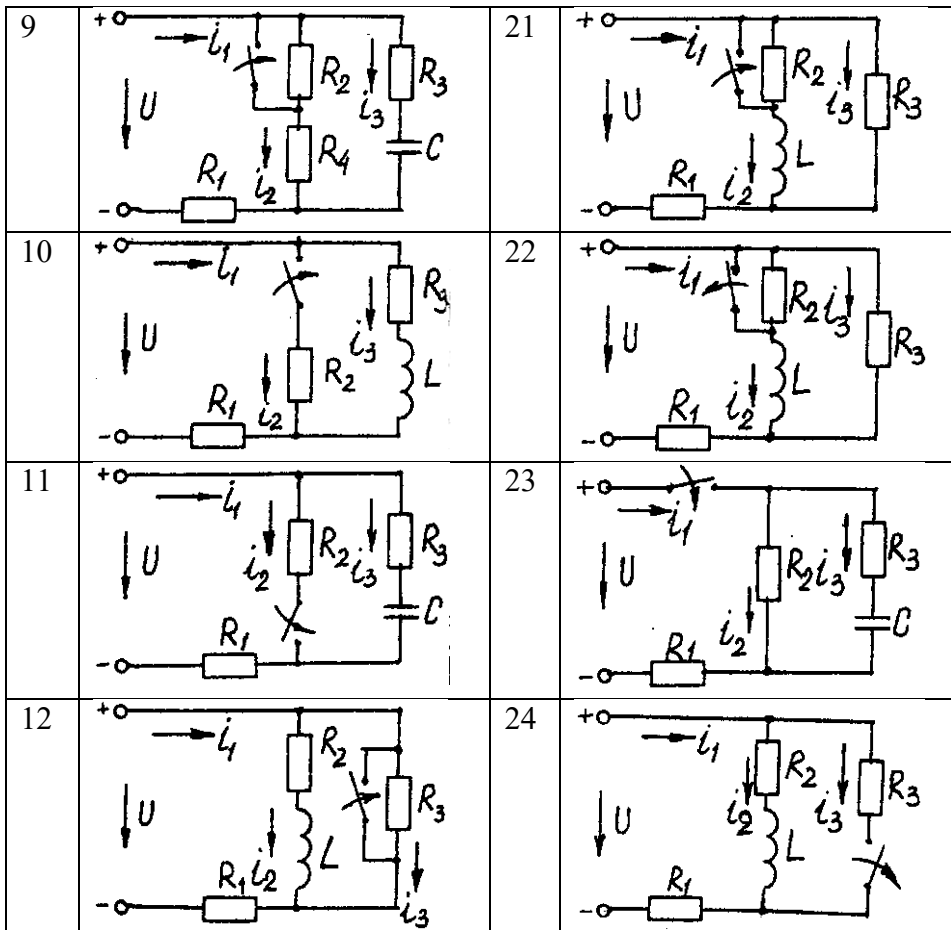 9
+ i₁ R₂ i₃ R₃
U i₂ R₄ C
- R₁
21
+ i₁ R₂ i₃ R₃
U i₂ L
- R₁
10
+ i₁ R₃
U i₂ R₂ i₃ L
- R₁
22
+ i₁ R₂ i₃ R₃
U i₂ L
- R₁
11
+ i₁
U i₂ R₂ i₃ R₃
C
- R₁
23
+ i₁
U R₂ i₃ R₃
i₂ C
- R₁
12
+ i₁ R₂ R₃
U i₂ L
- R₁ i₃
24
+ i₁ R₂ R₃
U i₂ L i₃
- R₁